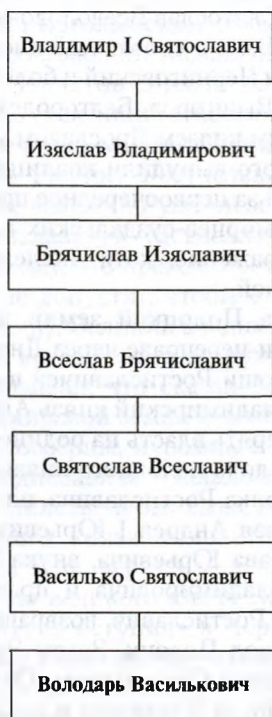 Владимир I Святославич
Изяслав Владимирович
Брячислав Изяславич
Всеслав Брячиславич
Святослав Всеславич
Василько Святославич
Володарь Василькович